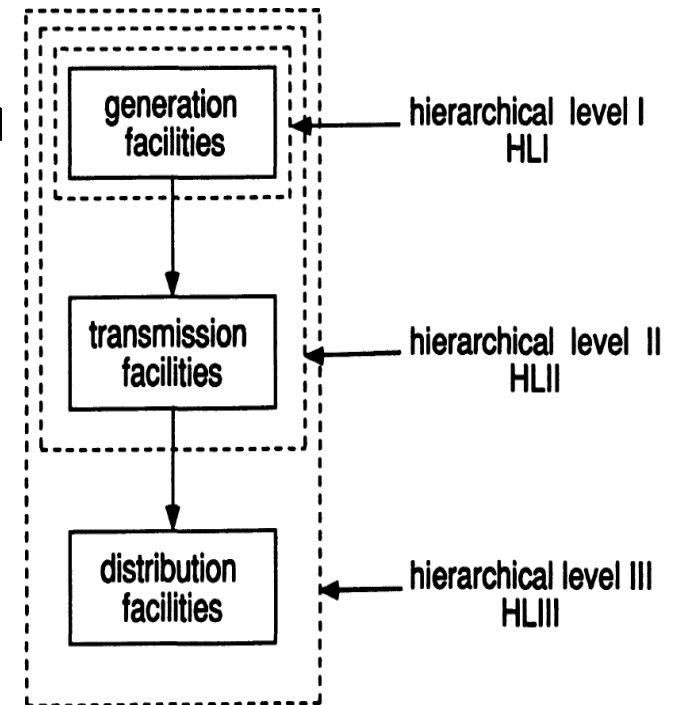 generation
facilities
hierarchical level I
HLI
transmission
facilities
hierarchical level II
HLII
distribution
facilities
hierarchical level III
HLIII